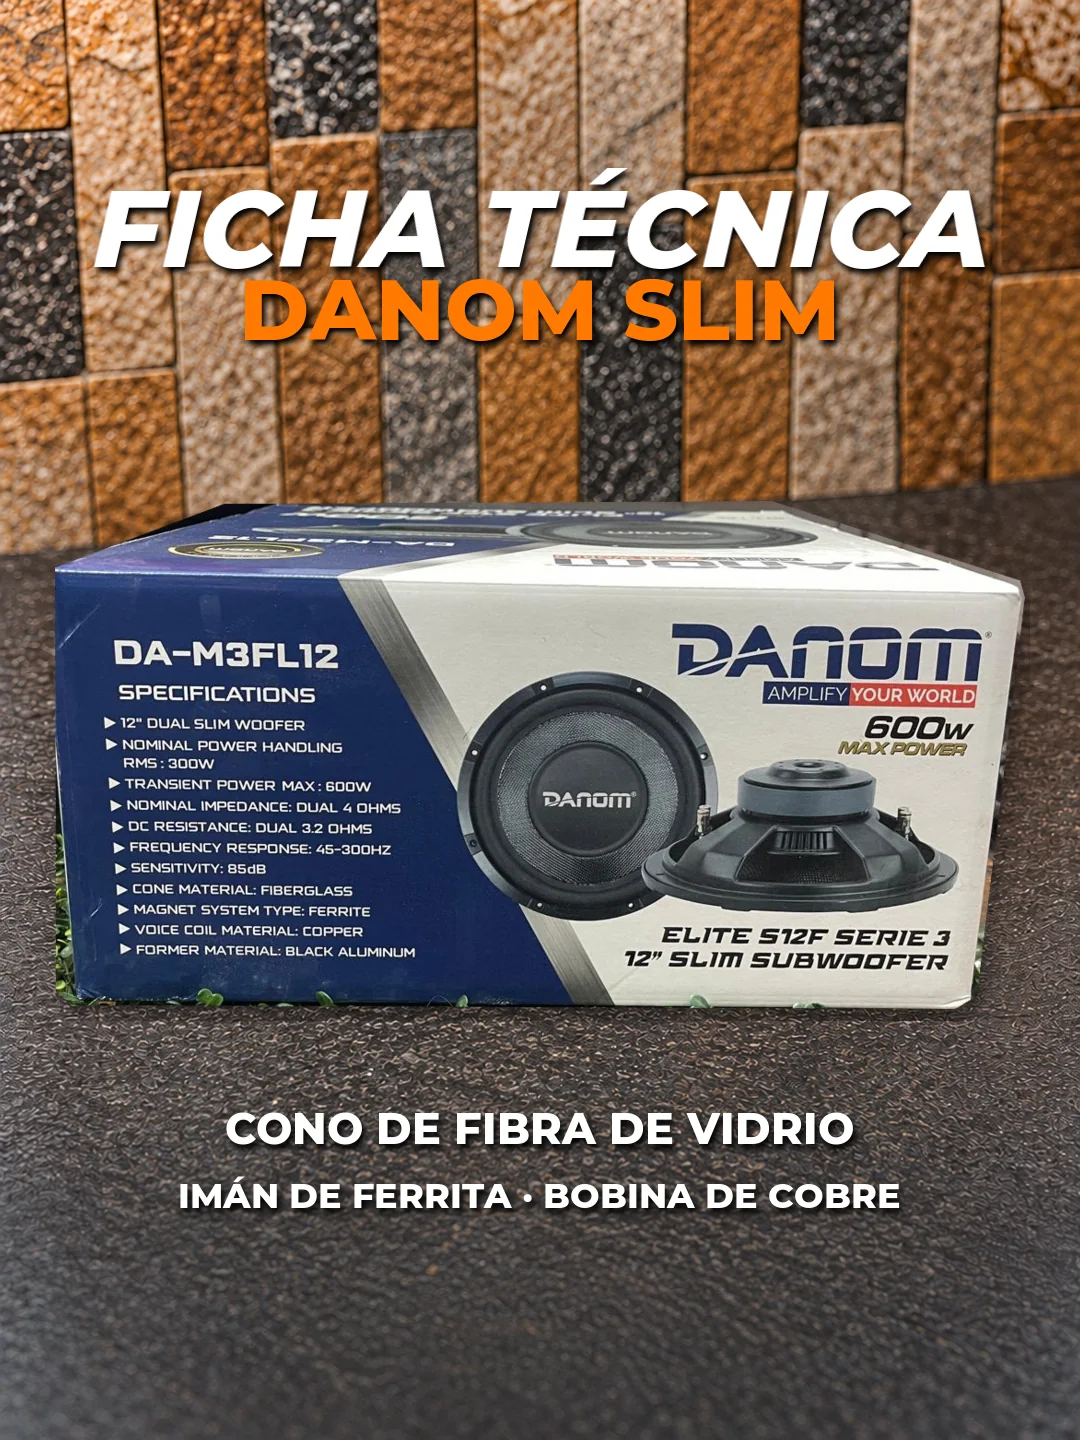 FICHA TÉCNICA
DANOM SLIM
DA-M3FL12
DANOM
DA-M3FL12
SPECIFICATIONS
▶ 12" DUAL SLIM WOOFER
▶ NOMINAL POWER HANDLING
RMS : 300W
▶ TRANSIENT POWER MAX : 600W
▶ NOMINAL IMPEDANCE: DUAL 4 OHMS
▶ DC RESISTANCE: DUAL 3.2 OHMS
▶ FREQUENCY RESPONSE: 45-300HZ
▶ SENSITIVITY: 85dB
▶ CONE MATERIAL: FIBERGLASS
▶ MAGNET SYSTEM TYPE: FERRITE
▶ VOICE COIL MATERIAL: COPPER
▶ FORMER MATERIAL: BLACK ALUMINUM
DANOM®
DANOM®
AMPLIFY YOUR WORLD
600W
MAX POWER
ELITE S12F SERIE 3
12” SLIM SUBWOOFER
CONO DE FIBRA DE VIDRIO
IMÁN DE FERRITA • BOBINA DE COBRE